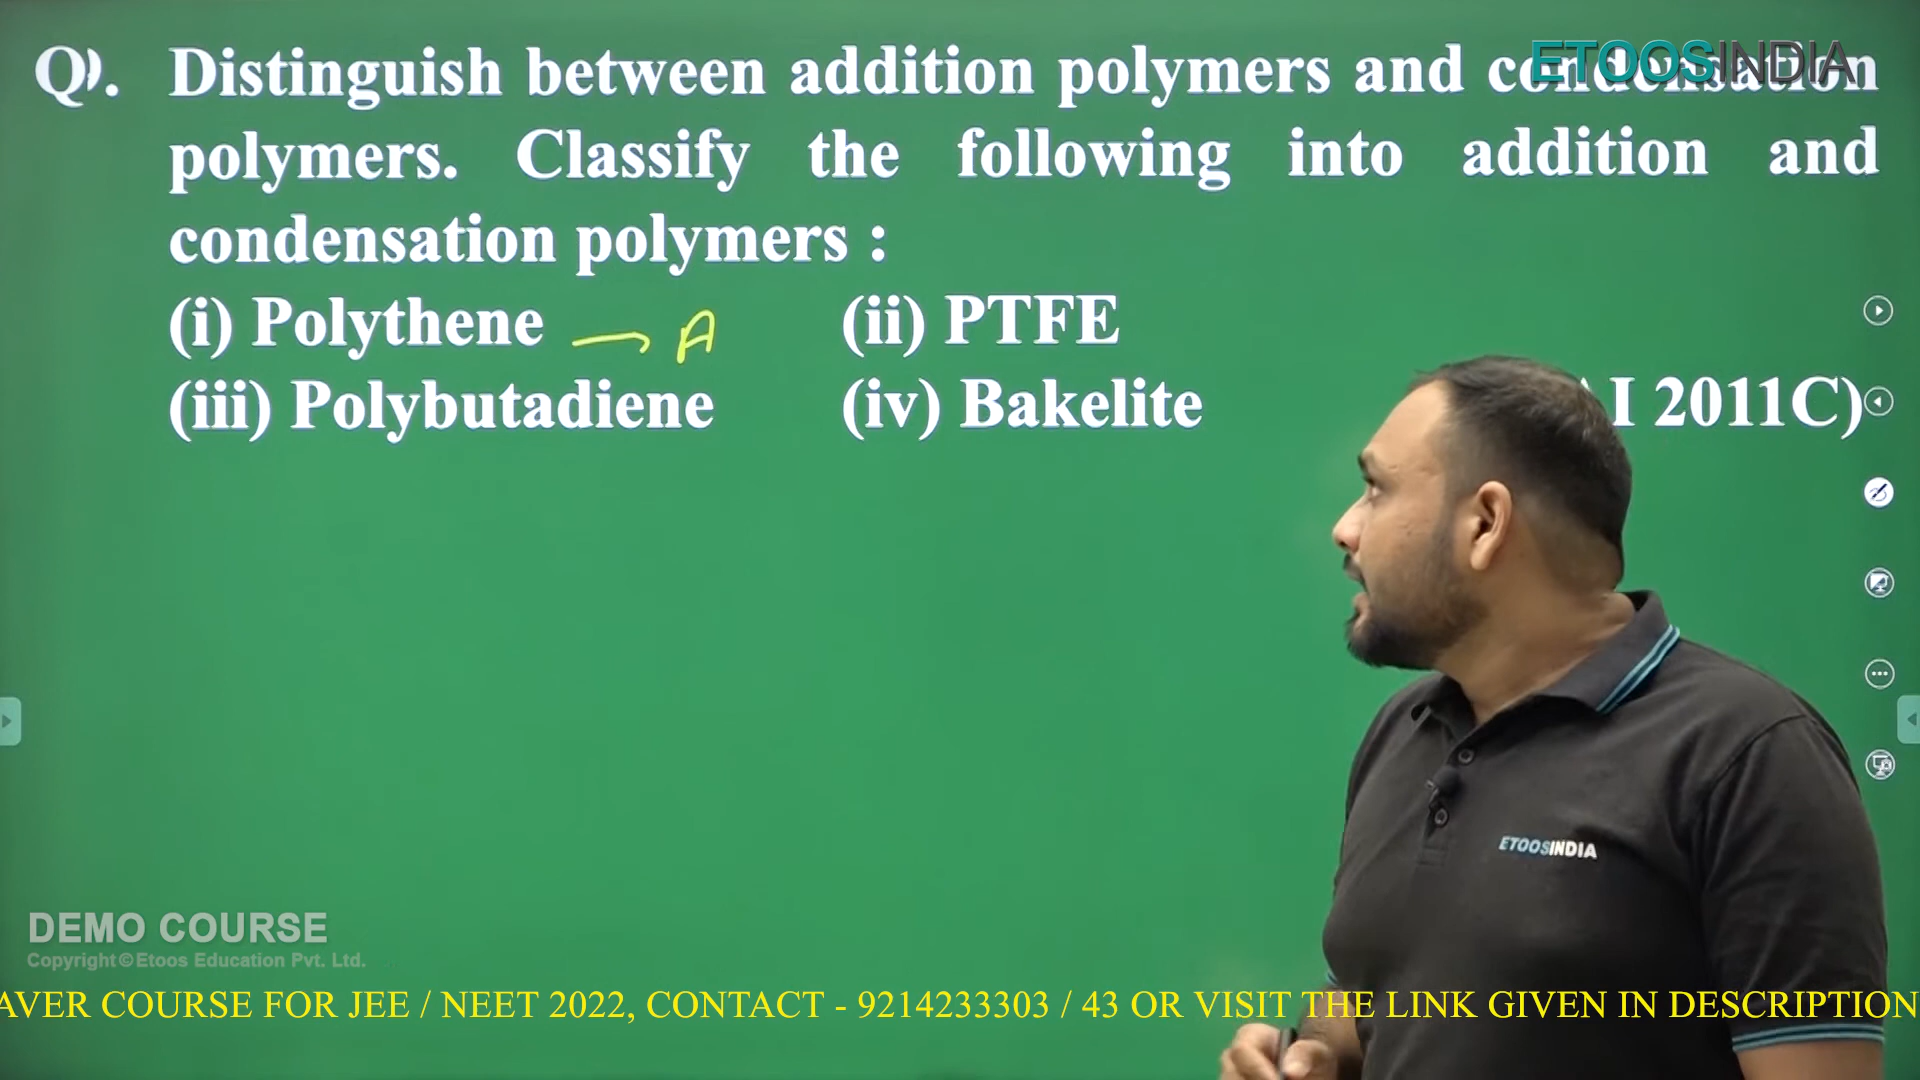 Q). Distinguish between addition polymers and condensation
ETOOSINDIA
polymers. Classify the following into addition and
condensation polymers :
(i) Polythene → A (ii) PTFE
(iii) Polybutadiene (iv) Bakelite I 2011C)
ETOOSINDIA
DEMO COURSE
Copyright©Etoos Education Pvt. Ltd.
AVER COURSE FOR JEE / NEET 2022, CONTACT - 9214233303 / 43 OR VISIT THE LINK GIVEN IN DESCRIPTION